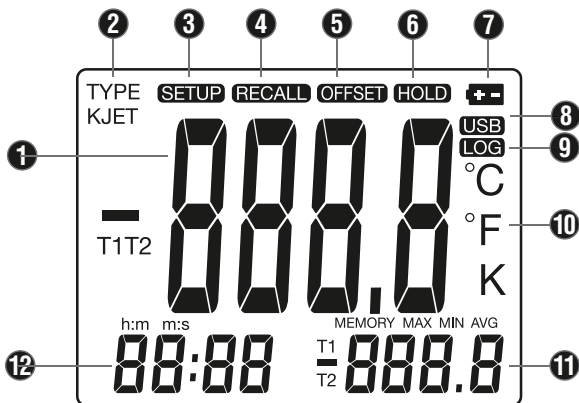 2 3 4 5 6 7
TYPE SETUP RECALL OFFSET HOLD + -
KJET
USB 8
1 888.8 LOG 9
°C
°F 10
T1T2
K
h:m m:s MEMORY MAX MIN AVG
12 88:88 T1 - T2 888.8 11